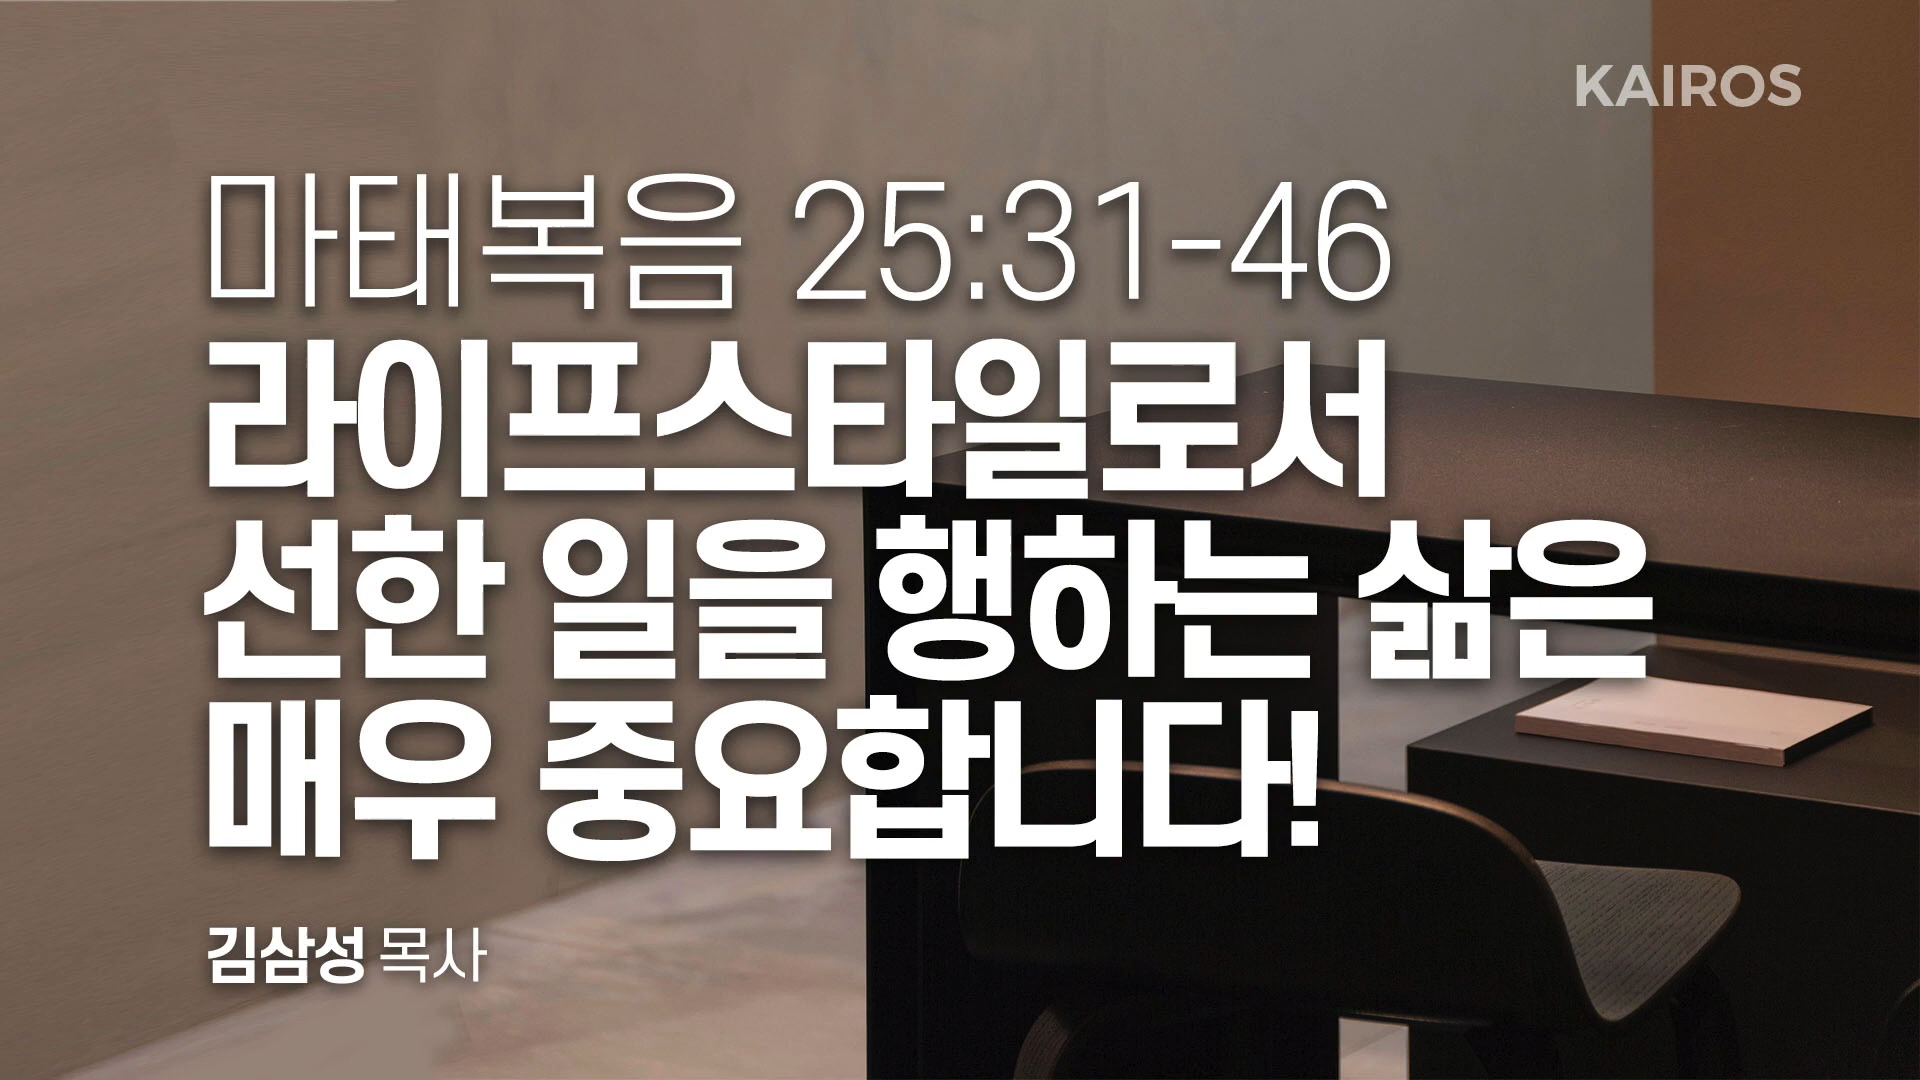 KAIROS
마태복음 25:31-46
라이프스타일로서
선한 일을 행하는 삶은
매우 중요합니다!
김삼성 목사